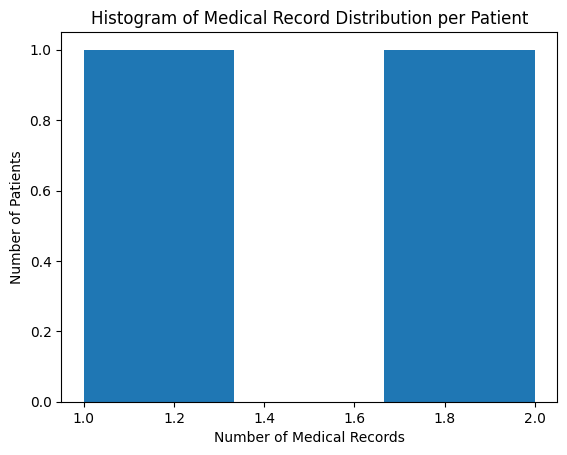 Histogram of Medical Record Distribution per Patient
1.0
0.8
0.6
0.4
0.2
0.0
Number of Patients
1.0 1.2 1.4 1.6 1.8 2.0
Number of Medical Records